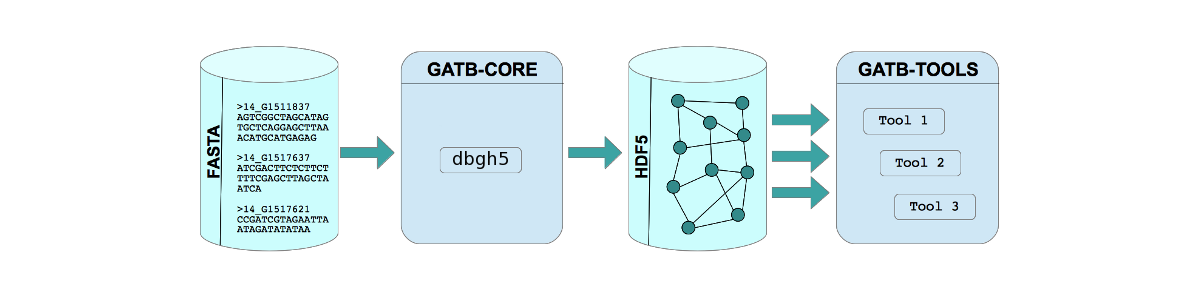 FASTA
>14_G1511837
AGTCGGCTAGCATAG
TGCTCAGGAGCTTAA
ACATGCATGAGAG
>14_G1517637
ATCGACTTCTCTTCT
TTTCGAGCTTAGCTA
ATCA
>14_G1517621
CCGATCGTAGAATTA
ATAGATATATAA
GATB-CORE
dbgh5
HDF5
GATB-TOOLS
Tool 1
Tool 2
Tool 3